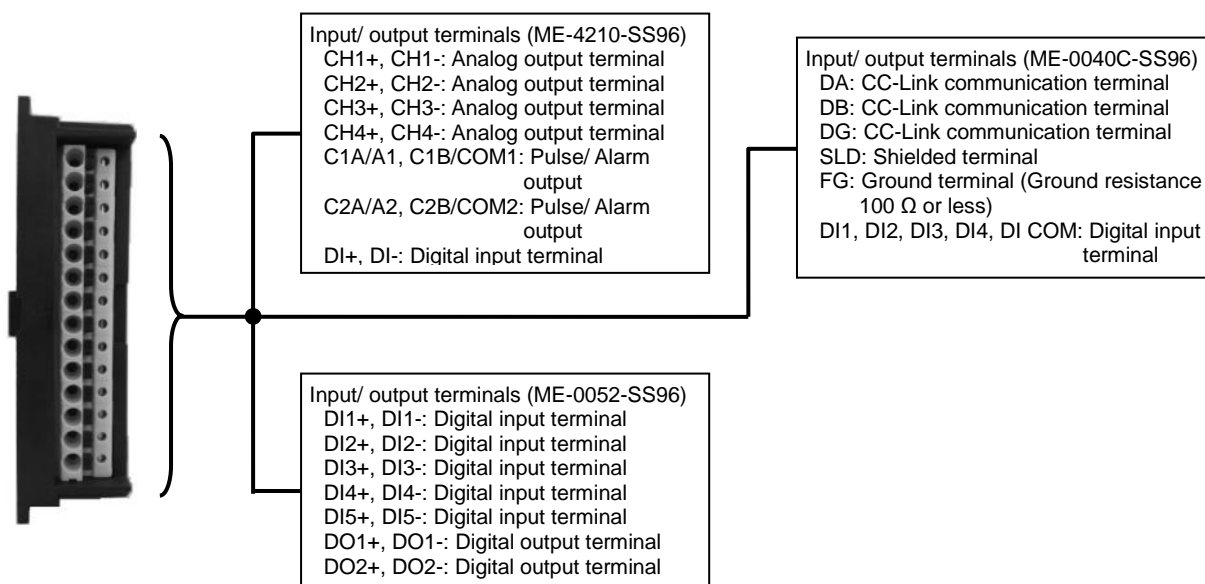 Input/ output terminals (ME-4210-SS96)
CH1+, CH1-: Analog output terminal
CH2+, CH2-: Analog output terminal
CH3+, CH3-: Analog output terminal
CH4+, CH4-: Analog output terminal
C1A/A1, C1B/COM1: Pulse/ Alarm
output
C2A/A2, C2B/COM2: Pulse/ Alarm
output
DI+, DI-: Digital input terminal
Input/ output terminals (ME-0040C-SS96)
DA: CC-Link communication terminal
DB: CC-Link communication terminal
DG: CC-Link communication terminal
SLD: Shielded terminal
FG: Ground terminal (Ground resistance
100 Ω or less)
DI1, DI2, DI3, DI4, DI COM: Digital input
terminal
Input/ output terminals (ME-0052-SS96)
DI1+, DI1-: Digital input terminal
DI2+, DI2-: Digital input terminal
DI3+, DI3-: Digital input terminal
DI4+, DI4-: Digital input terminal
DI5+, DI5-: Digital input terminal
DO1+, DO1-: Digital output terminal
DO2+, DO2-: Digital output terminal